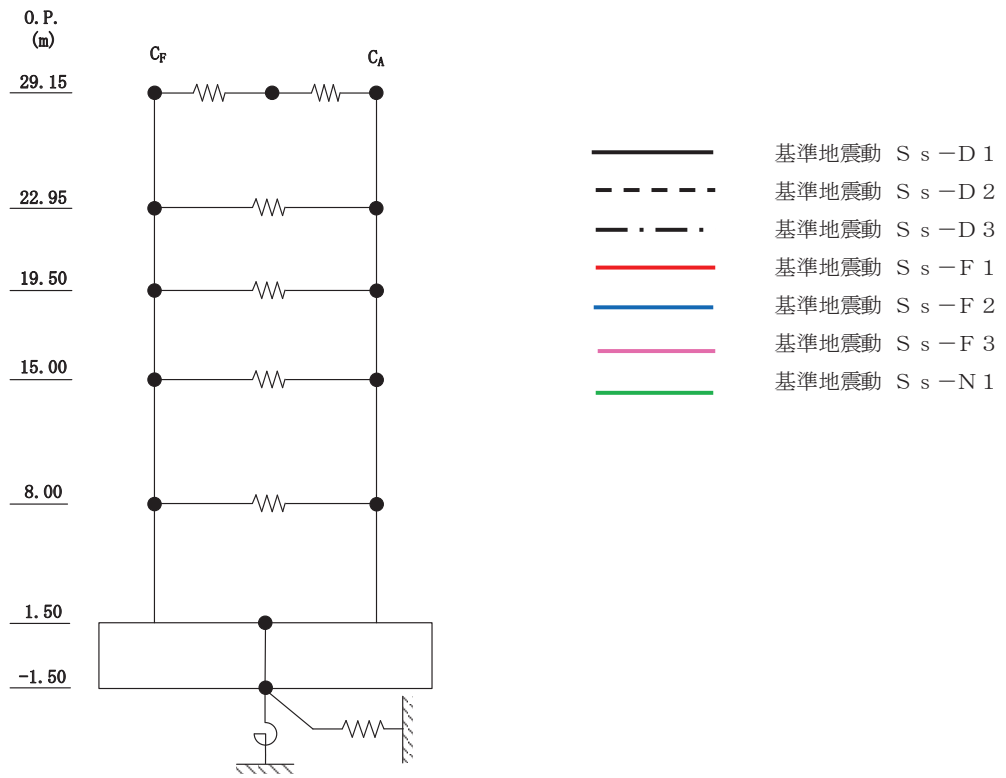 O.P.
(m)
C_F
C_A
29.15
22.95
19.50
15.00
8.00
1.50
-1.50
基準地震動 Ss-D1
基準地震動 Ss-D2
基準地震動 Ss-D3
基準地震動 Ss-F1
基準地震動 Ss-F2
基準地震動 Ss-F3
基準地震動 Ss-N1